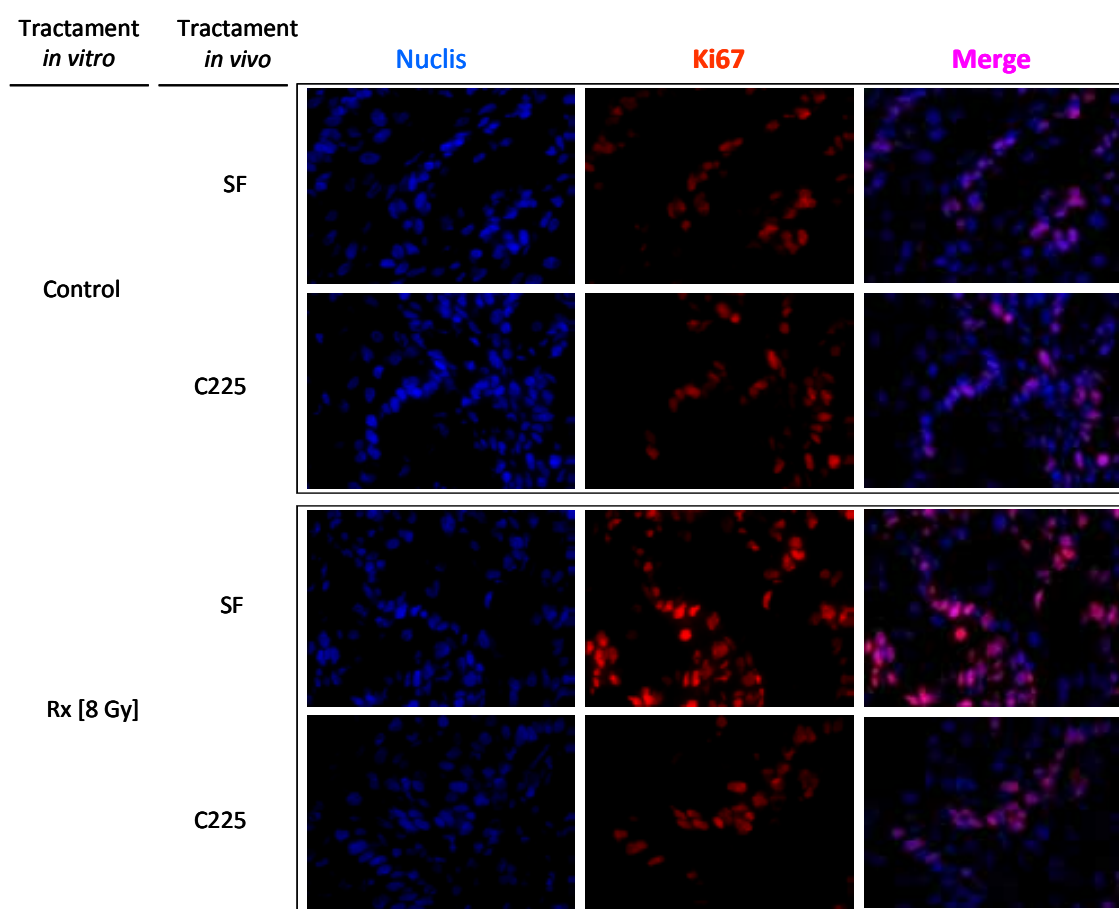 Tractament
in vitro
Tractament
in vivo
Nuclis
Ki67
Merge
SF
Control
C225
SF
Rx [8 Gy]
C225